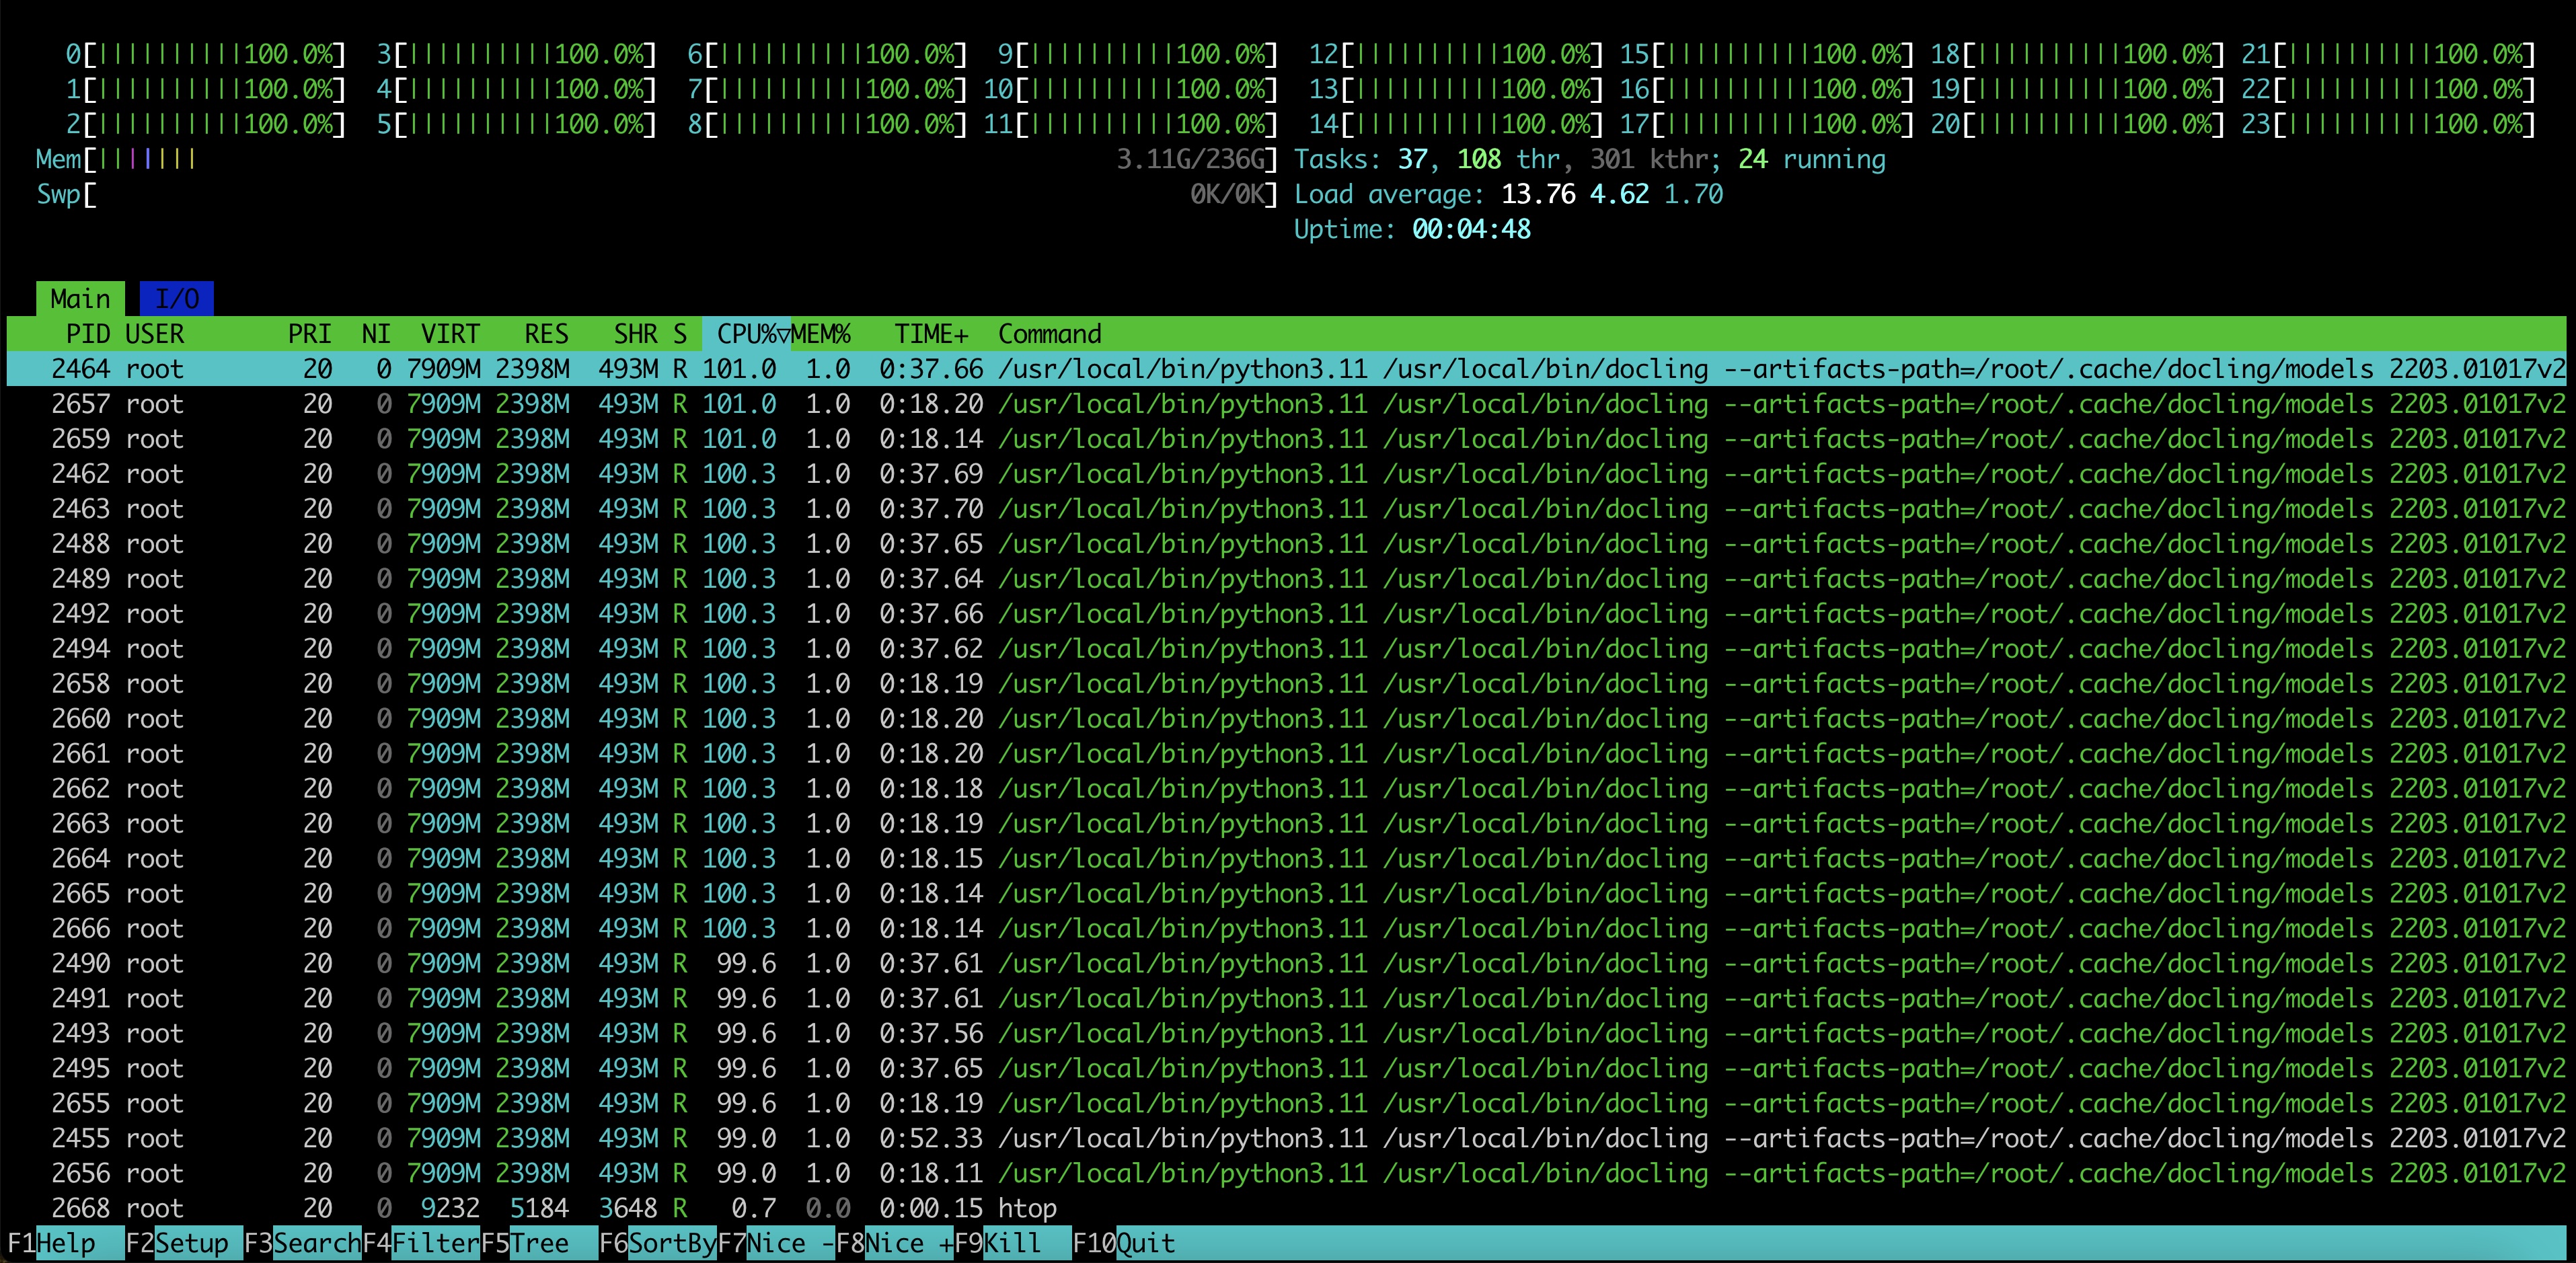 0[||||||||||100.0%] 3[||||||||||100.0%] 6[||||||||||100.0%] 9[||||||||||100.0%] 12[||||||||||100.0%] 15[||||||||||100.0%] 18[||||||||||100.0%] 21[||||||||||100.0%]
1[||||||||||100.0%] 4[||||||||||100.0%] 7[||||||||||100.0%] 10[||||||||||100.0%] 13[||||||||||100.0%] 16[||||||||||100.0%] 19[||||||||||100.0%] 22[||||||||||100.0%]
2[||||||||||100.0%] 5[||||||||||100.0%] 8[||||||||||100.0%] 11[||||||||||100.0%] 14[||||||||||100.0%] 17[||||||||||100.0%] 20[||||||||||100.0%] 23[||||||||||100.0%]
Mem[||||||| 3.11G/236G] Tasks: 37, 108 thr, 301 kthr; 24 running
Swp[ 0K/0K] Load average: 13.76 4.62 1.70
Uptime: 00:04:48
Main I/O
PID USER PRI NI VIRT RES SHR S CPU%▽MEM% TIME+ Command
2464 root 20 0 7909M 2398M 493M R 101.0 1.0 0:37.66 /usr/local/bin/python3.11 /usr/local/bin/docling --artifacts-path=/root/.cache/docling/models 2203.01017v2
2657 root 20 0 7909M 2398M 493M R 101.0 1.0 0:18.20 /usr/local/bin/python3.11 /usr/local/bin/docling --artifacts-path=/root/.cache/docling/models 2203.01017v2
2659 root 20 0 7909M 2398M 493M R 101.0 1.0 0:18.14 /usr/local/bin/python3.11 /usr/local/bin/docling --artifacts-path=/root/.cache/docling/models 2203.01017v2
2462 root 20 0 7909M 2398M 493M R 100.3 1.0 0:37.69 /usr/local/bin/python3.11 /usr/local/bin/docling --artifacts-path=/root/.cache/docling/models 2203.01017v2
2463 root 20 0 7909M 2398M 493M R 100.3 1.0 0:37.70 /usr/local/bin/python3.11 /usr/local/bin/docling --artifacts-path=/root/.cache/docling/models 2203.01017v2
2488 root 20 0 7909M 2398M 493M R 100.3 1.0 0:37.65 /usr/local/bin/python3.11 /usr/local/bin/docling --artifacts-path=/root/.cache/docling/models 2203.01017v2
2489 root 20 0 7909M 2398M 493M R 100.3 1.0 0:37.64 /usr/local/bin/python3.11 /usr/local/bin/docling --artifacts-path=/root/.cache/docling/models 2203.01017v2
2492 root 20 0 7909M 2398M 493M R 100.3 1.0 0:37.66 /usr/local/bin/python3.11 /usr/local/bin/docling --artifacts-path=/root/.cache/docling/models 2203.01017v2
2494 root 20 0 7909M 2398M 493M R 100.3 1.0 0:37.62 /usr/local/bin/python3.11 /usr/local/bin/docling --artifacts-path=/root/.cache/docling/models 2203.01017v2
2658 root 20 0 7909M 2398M 493M R 100.3 1.0 0:18.19 /usr/local/bin/python3.11 /usr/local/bin/docling --artifacts-path=/root/.cache/docling/models 2203.01017v2
2660 root 20 0 7909M 2398M 493M R 100.3 1.0 0:18.20 /usr/local/bin/python3.11 /usr/local/bin/docling --artifacts-path=/root/.cache/docling/models 2203.01017v2
2661 root 20 0 7909M 2398M 493M R 100.3 1.0 0:18.20 /usr/local/bin/python3.11 /usr/local/bin/docling --artifacts-path=/root/.cache/docling/models 2203.01017v2
2662 root 20 0 7909M 2398M 493M R 100.3 1.0 0:18.18 /usr/local/bin/python3.11 /usr/local/bin/docling --artifacts-path=/root/.cache/docling/models 2203.01017v2
2663 root 20 0 7909M 2398M 493M R 100.3 1.0 0:18.19 /usr/local/bin/python3.11 /usr/local/bin/docling --artifacts-path=/root/.cache/docling/models 2203.01017v2
2664 root 20 0 7909M 2398M 493M R 100.3 1.0 0:18.15 /usr/local/bin/python3.11 /usr/local/bin/docling --artifacts-path=/root/.cache/docling/models 2203.01017v2
2665 root 20 0 7909M 2398M 493M R 100.3 1.0 0:18.14 /usr/local/bin/python3.11 /usr/local/bin/docling --artifacts-path=/root/.cache/docling/models 2203.01017v2
2666 root 20 0 7909M 2398M 493M R 100.3 1.0 0:18.14 /usr/local/bin/python3.11 /usr/local/bin/docling --artifacts-path=/root/.cache/docling/models 2203.01017v2
2490 root 20 0 7909M 2398M 493M R 99.6 1.0 0:37.61 /usr/local/bin/python3.11 /usr/local/bin/docling --artifacts-path=/root/.cache/docling/models 2203.01017v2
2491 root 20 0 7909M 2398M 493M R 99.6 1.0 0:37.61 /usr/local/bin/python3.11 /usr/local/bin/docling --artifacts-path=/root/.cache/docling/models 2203.01017v2
2493 root 20 0 7909M 2398M 493M R 99.6 1.0 0:37.56 /usr/local/bin/python3.11 /usr/local/bin/docling --artifacts-path=/root/.cache/docling/models 2203.01017v2
2495 root 20 0 7909M 2398M 493M R 99.6 1.0 0:37.65 /usr/local/bin/python3.11 /usr/local/bin/docling --artifacts-path=/root/.cache/docling/models 2203.01017v2
2655 root 20 0 7909M 2398M 493M R 99.6 1.0 0:18.19 /usr/local/bin/python3.11 /usr/local/bin/docling --artifacts-path=/root/.cache/docling/models 2203.01017v2
2455 root 20 0 7909M 2398M 493M R 99.0 1.0 0:52.33 /usr/local/bin/python3.11 /usr/local/bin/docling --artifacts-path=/root/.cache/docling/models 2203.01017v2
2656 root 20 0 7909M 2398M 493M R 99.0 1.0 0:18.11 /usr/local/bin/python3.11 /usr/local/bin/docling --artifacts-path=/root/.cache/docling/models 2203.01017v2
2668 root 20 0 9232 5184 3648 R 0.7 0.0 0:00.15 htop
F1Help F2Setup F3SearchF4FilterF5Tree F6SortByF7Nice -F8Nice +F9Kill F10Quit